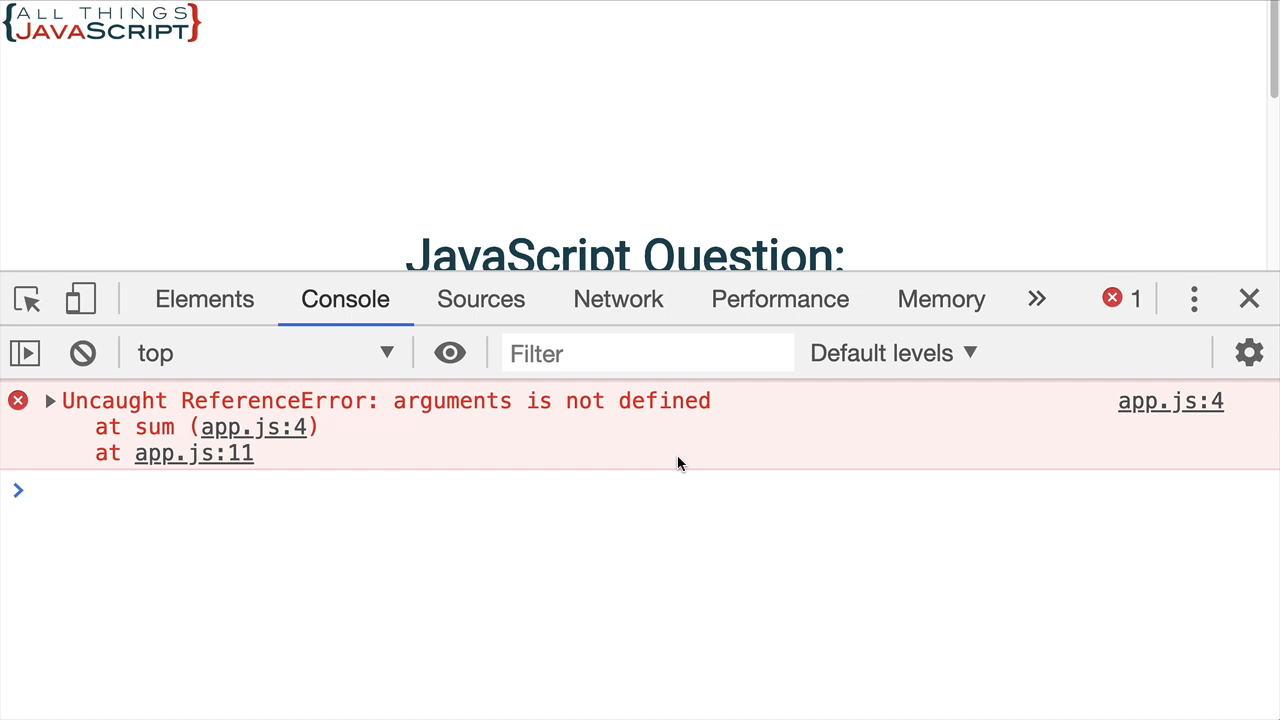 {ALL THINGS
JAVASCRIPT}
JavaScript Question:
Elements Console Sources Network Performance Memory » 1
top Filter Default levels ▼
▶Uncaught ReferenceError: arguments is not defined app.js:4
at sum (app.js:4)
at app.js:11
>